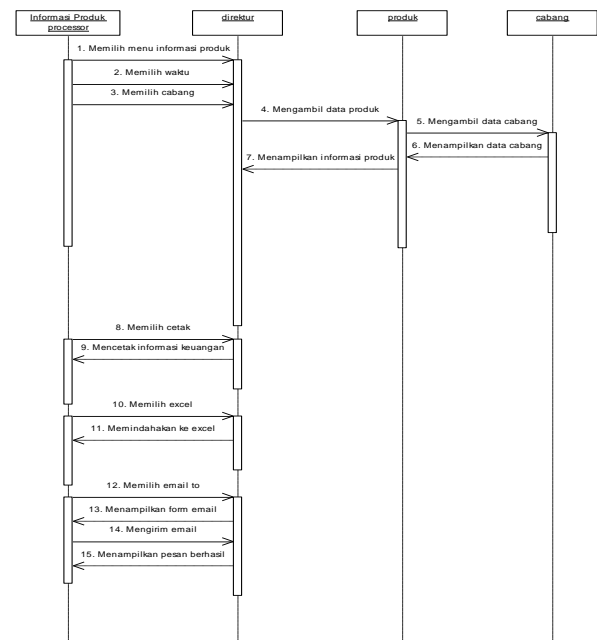 Informasi Produk
processor
direktur
produk
cabang
1. Memilih menu informasi produk
2. Memilih waktu
3. Memilih cabang
4. Mengambil data produk
5. Mengambil data cabang
6. Menampilkan data cabang
7. Menampilkan informasi produk
8. Memilih cetak
9. Mencetak informasi keuangan
10. Memilih excel
11. Memindahakan ke excel
12. Memilih email to
13. Menampilkan form email
14. Mengirim email
15. Menampilkan pesan berhasil